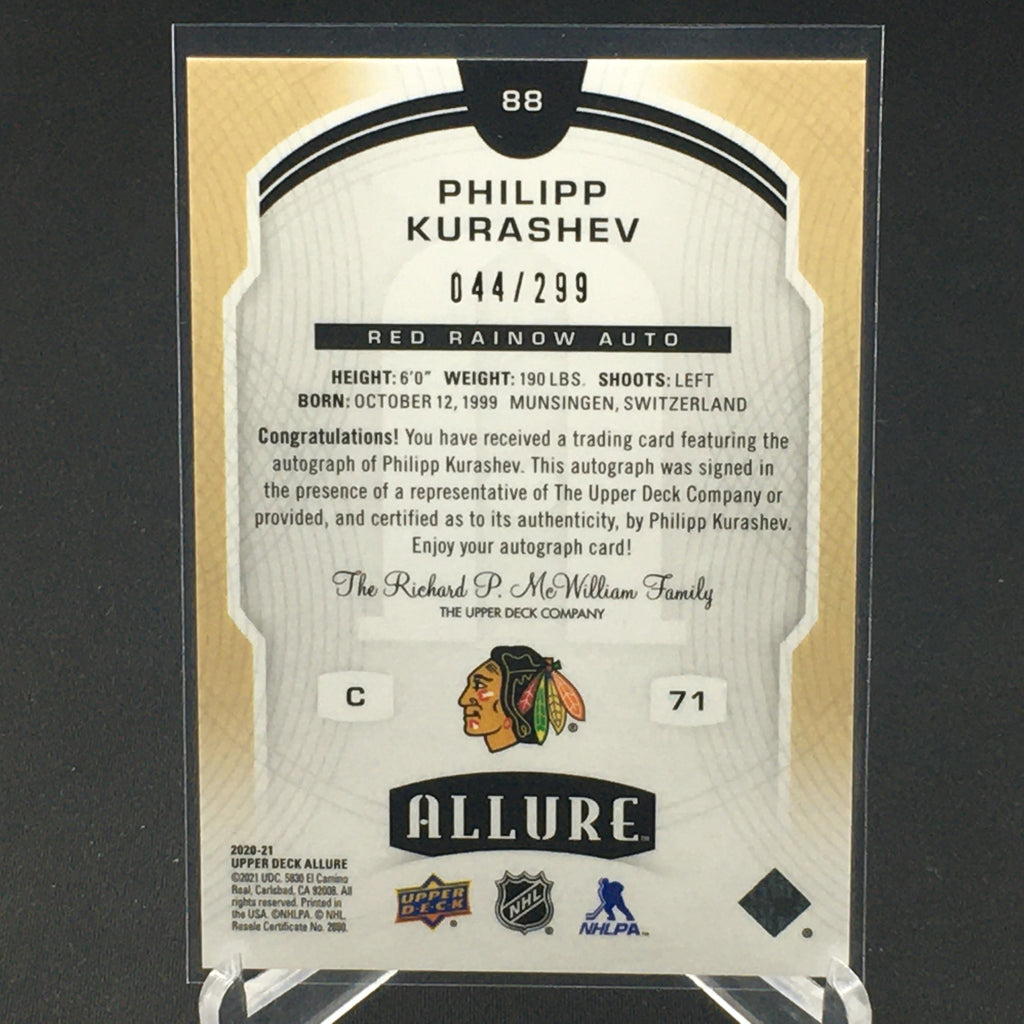 88
PHILIPP
KURASHEV
044/299
RED RAINOW AUTO
HEIGHT: 6'0" WEIGHT: 190 LBS. SHOOTS: LEFT
BORN: OCTOBER 12, 1999 MUNSINGEN, SWITZERLAND
Congratulations! You have received a trading card featuring the
autograph of Philipp Kurashev. This autograph was signed in
the presence of a representative of The Upper Deck Company or
provided, and certified as to its authenticity, by Philipp Kurashev.
Enjoy your autograph card!
The Richard P. McWilliam Family
THE UPPER DECK COMPANY
C
71
ALLURE™
2020-21
UPPER DECK ALLURE
©2021 UDC. 5830 El Camino
Real, Carlsbad, CA 92008. All
rights reserved. Printed in
the USA. ©NHLPA. © NHL.
Resale Certificate No.
UPPER
DECK®
NHL®
NHLPA™
®
®